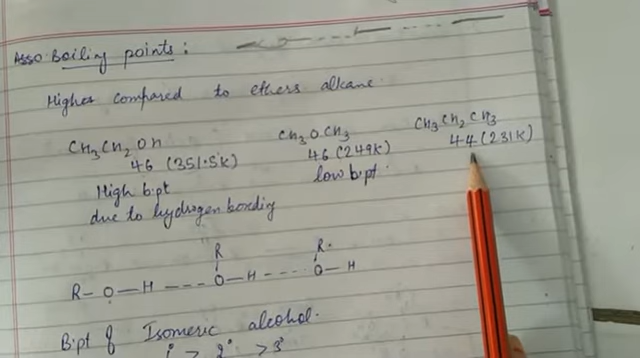 Asso Boiling points:
Higher compared to ethers alkane.
CH3CH2OH CH3OCH3 CH3CH2CH3
46 (351.5K) 46 (249K) 44 (231K)
High b.pt low b.pt.
due to hydrogen bonding
R R.
R-O-H---O-H----O-H
B.pt of Isomeric alcohol.
1° > 2° > 3°